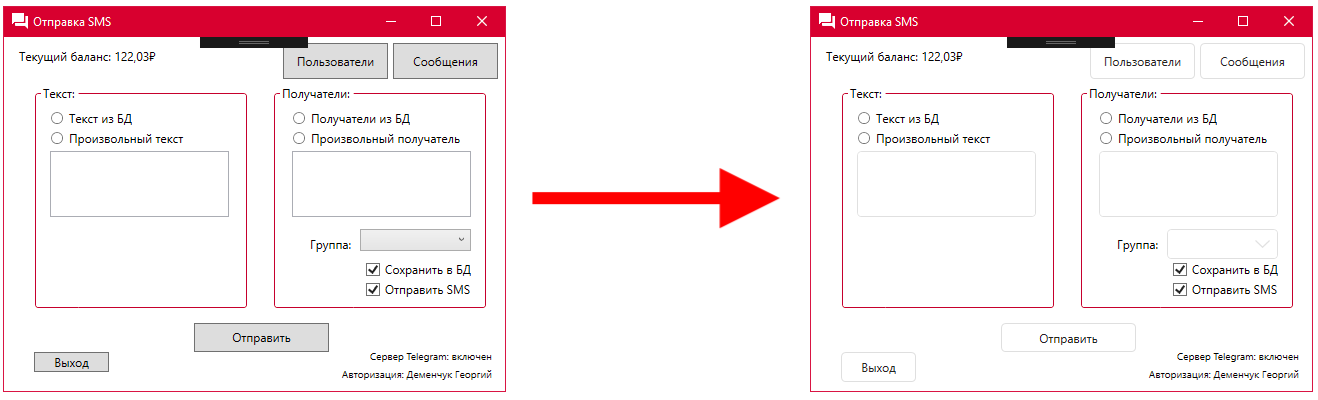 Отправка SMS
Текущий баланс: 122,03₽
Пользователи
Сообщения
Текст:
Текст из БД
Произвольный текст
Получатели:
Получатели из БД
Произвольный получатель
Группа:
Сохранить в БД
Отправить SMS
Отправить
Выход
Сервер Telegram: включен
Авторизация: Деменчук Георгий
Отправка SMS
Текущий баланс: 122,03₽
Пользователи
Сообщения
Текст:
Текст из БД
Произвольный текст
Получатели:
Получатели из БД
Произвольный получатель
Группа:
Сохранить в БД
Отправить SMS
Отправить
Выход
Сервер Telegram: включен
Авторизация: Деменчук Георгий